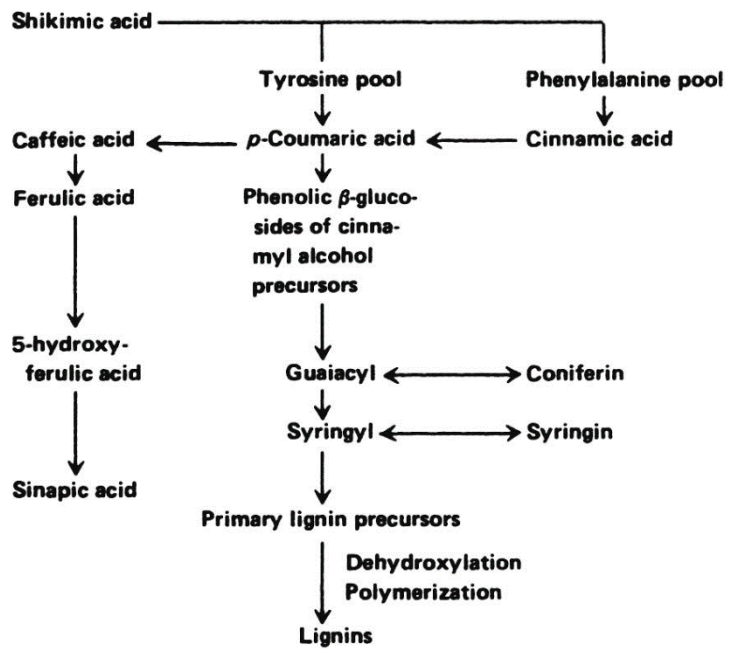 Shikimic acid
Tyrosine pool
Phenylalanine pool
Caffeic acid
p-Coumaric acid
Cinnamic acid
Ferulic acid
Phenolic β-gluco-
sides of cinna-
myl alcohol
precursors
5-hydroxy-
ferulic acid
Guaiacyl
Coniferin
Syringyl
Syringin
Sinapic acid
Primary lignin precursors
Dehydroxylation
Polymerization
Lignins